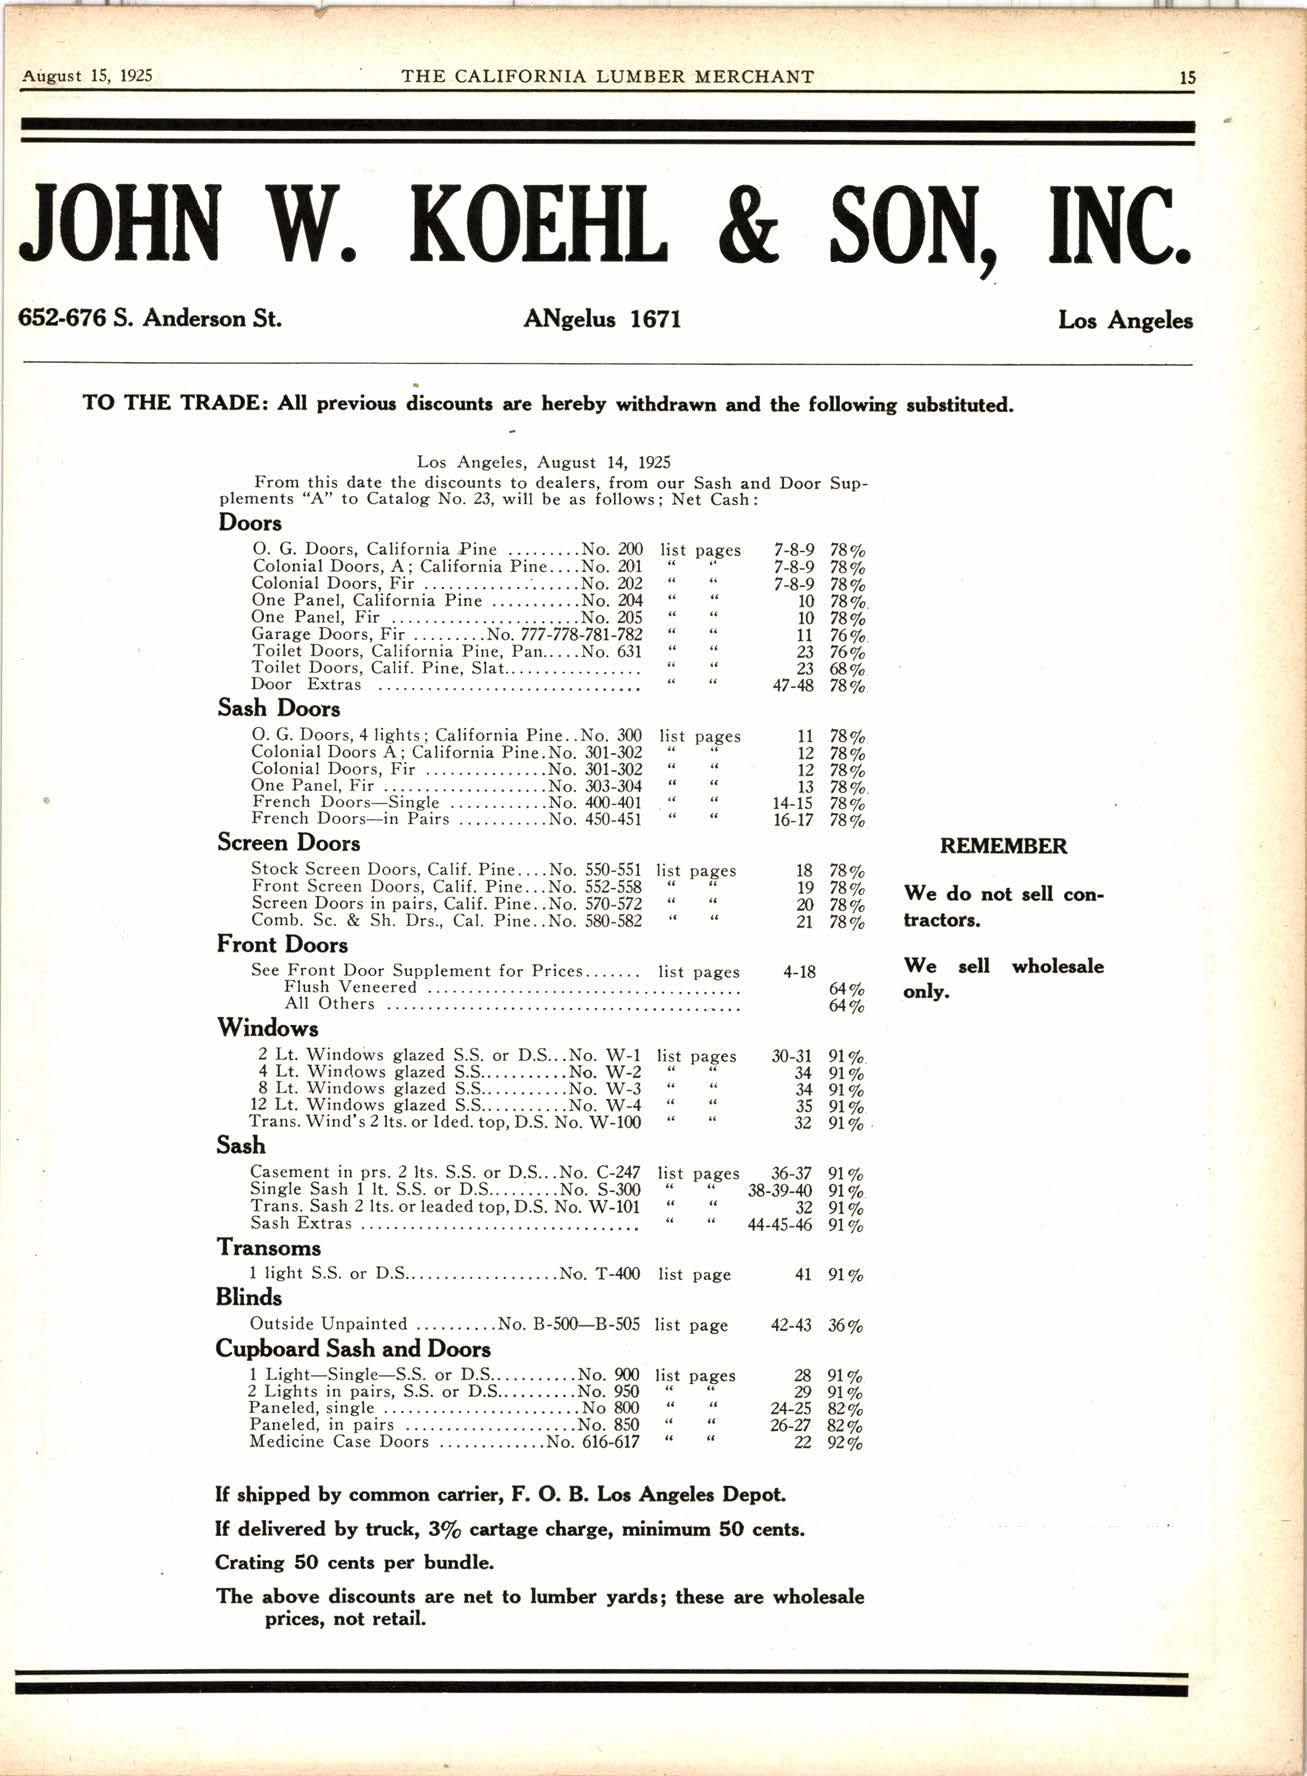 August 15, 1925 THE CALIFORNIA LUMBER MERCHANT 15
JOHN W. KOEHL & SON, INC.
652-676 S. Anderson St. ANgelus 1671 Los Angeles
TO THE TRADE: All previous discounts are hereby withdrawn and the following substituted.
Los Angeles, August 14, 1925
From this date the discounts to dealers, from our Sash and Door Sup-
plements "A" to Catalog No. 23, will be as follows; Net Cash:
Doors
O. G. Doors, California Pine .........No. 200 list pages 7-8-9 78%
Colonial Doors, A; California Pine....No. 201 " " 7-8-9 78%
Colonial Doors, Fir ...................No. 202 " " 7-8-9 78%
One Panel, California Pine ...........No. 204 " " 10 78%
One Panel, Fir .......................No. 205 " " 10 78%
Garage Doors, Fir .........No. 777-778-781-782 " " 11 76%
Toilet Doors, California Pine, Pan.....No. 631 " " 23 76%
Toilet Doors, Calif. Pine, Slat................. " " 23 68%
Door Extras ................................ " " 47-48 78%
Sash Doors
O. G. Doors, 4 lights; California Pine..No. 300 list pages 11 78%
Colonial Doors A; California Pine.No. 301-302 " " 12 78%
Colonial Doors, Fir ...............No. 301-302 " " 12 78%
One Panel, Fir ....................No. 303-304 " " 13 78%
French Doors—Single ............No. 400-401 " " 14-15 78%
French Doors—in Pairs ...........No. 450-451 " " 16-17 78%
Screen Doors
Stock Screen Doors, Calif. Pine....No. 550-551 list pages 18 78%
Front Screen Doors, Calif. Pine...No. 552-558 " " 19 78%
Screen Doors in pairs, Calif. Pine..No. 570-572 " " 20 78%
Comb. Sc. & Sh. Drs., Cal. Pine..No. 580-582 " " 21 78%
Front Doors
See Front Door Supplement for Prices....... list pages 4-18
Flush Veneered ...................................... 64%
All Others ........................................... 64%
Windows
2 Lt. Windows glazed S.S. or D.S...No. W-1 list pages 30-31 91%
4 Lt. Windows glazed S.S...........No. W-2 " " 34 91%
8 Lt. Windows glazed S.S...........No. W-3 " " 34 91%
12 Lt. Windows glazed S.S...........No. W-4 " " 35 91%
Trans. Wind's 2 lts. or lded. top, D.S. No. W-100 " " 32 91%
Sash
Casement in prs. 2 lts. S.S. or D.S...No. C-247 list pages 36-37 91%
Single Sash 1 lt. S.S. or D.S.........No. S-300 " " 38-39-40 91%
Trans. Sash 2 lts. or leaded top, D.S. No. W-101 " " 32 91%
Sash Extras .................................. " " 44-45-46 91%
Transoms
1 light S.S. or D.S...................No. T-400 list page 41 91%
Blinds
Outside Unpainted ..........No. B-500—B-505 list page 42-43 36%
Cupboard Sash and Doors
1 Light—Single—S.S. or D.S...........No. 900 list pages 28 91%
2 Lights in pairs, S.S. or D.S..........No. 950 " " 29 91%
Paneled, single ........................No 800 " " 24-25 82%
Paneled, in pairs .....................No. 850 " " 26-27 82%
Medicine Case Doors .............No. 616-617 " " 22 92%
REMEMBER
We do not sell con-
tractors.
We sell wholesale
only.
If shipped by common carrier, F. O. B. Los Angeles Depot.
If delivered by truck, 3% cartage charge, minimum 50 cents.
Crating 50 cents per bundle.
The above discounts are net to lumber yards; these are wholesale
prices, not retail.